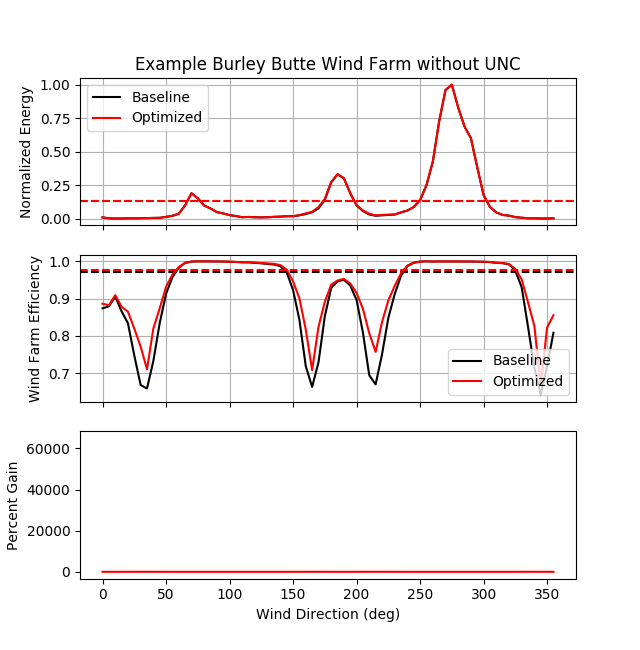 Example Burley Butte Wind Farm without UNC
Normalized Energy
1.00
0.75
0.50
0.25
0.00
Baseline
Optimized
Wind Farm Efficiency
1.0
0.9
0.8
0.7
Baseline
Optimized
Percent Gain
60000
40000
20000
0
0 50 100 150 200 250 300 350
Wind Direction (deg)